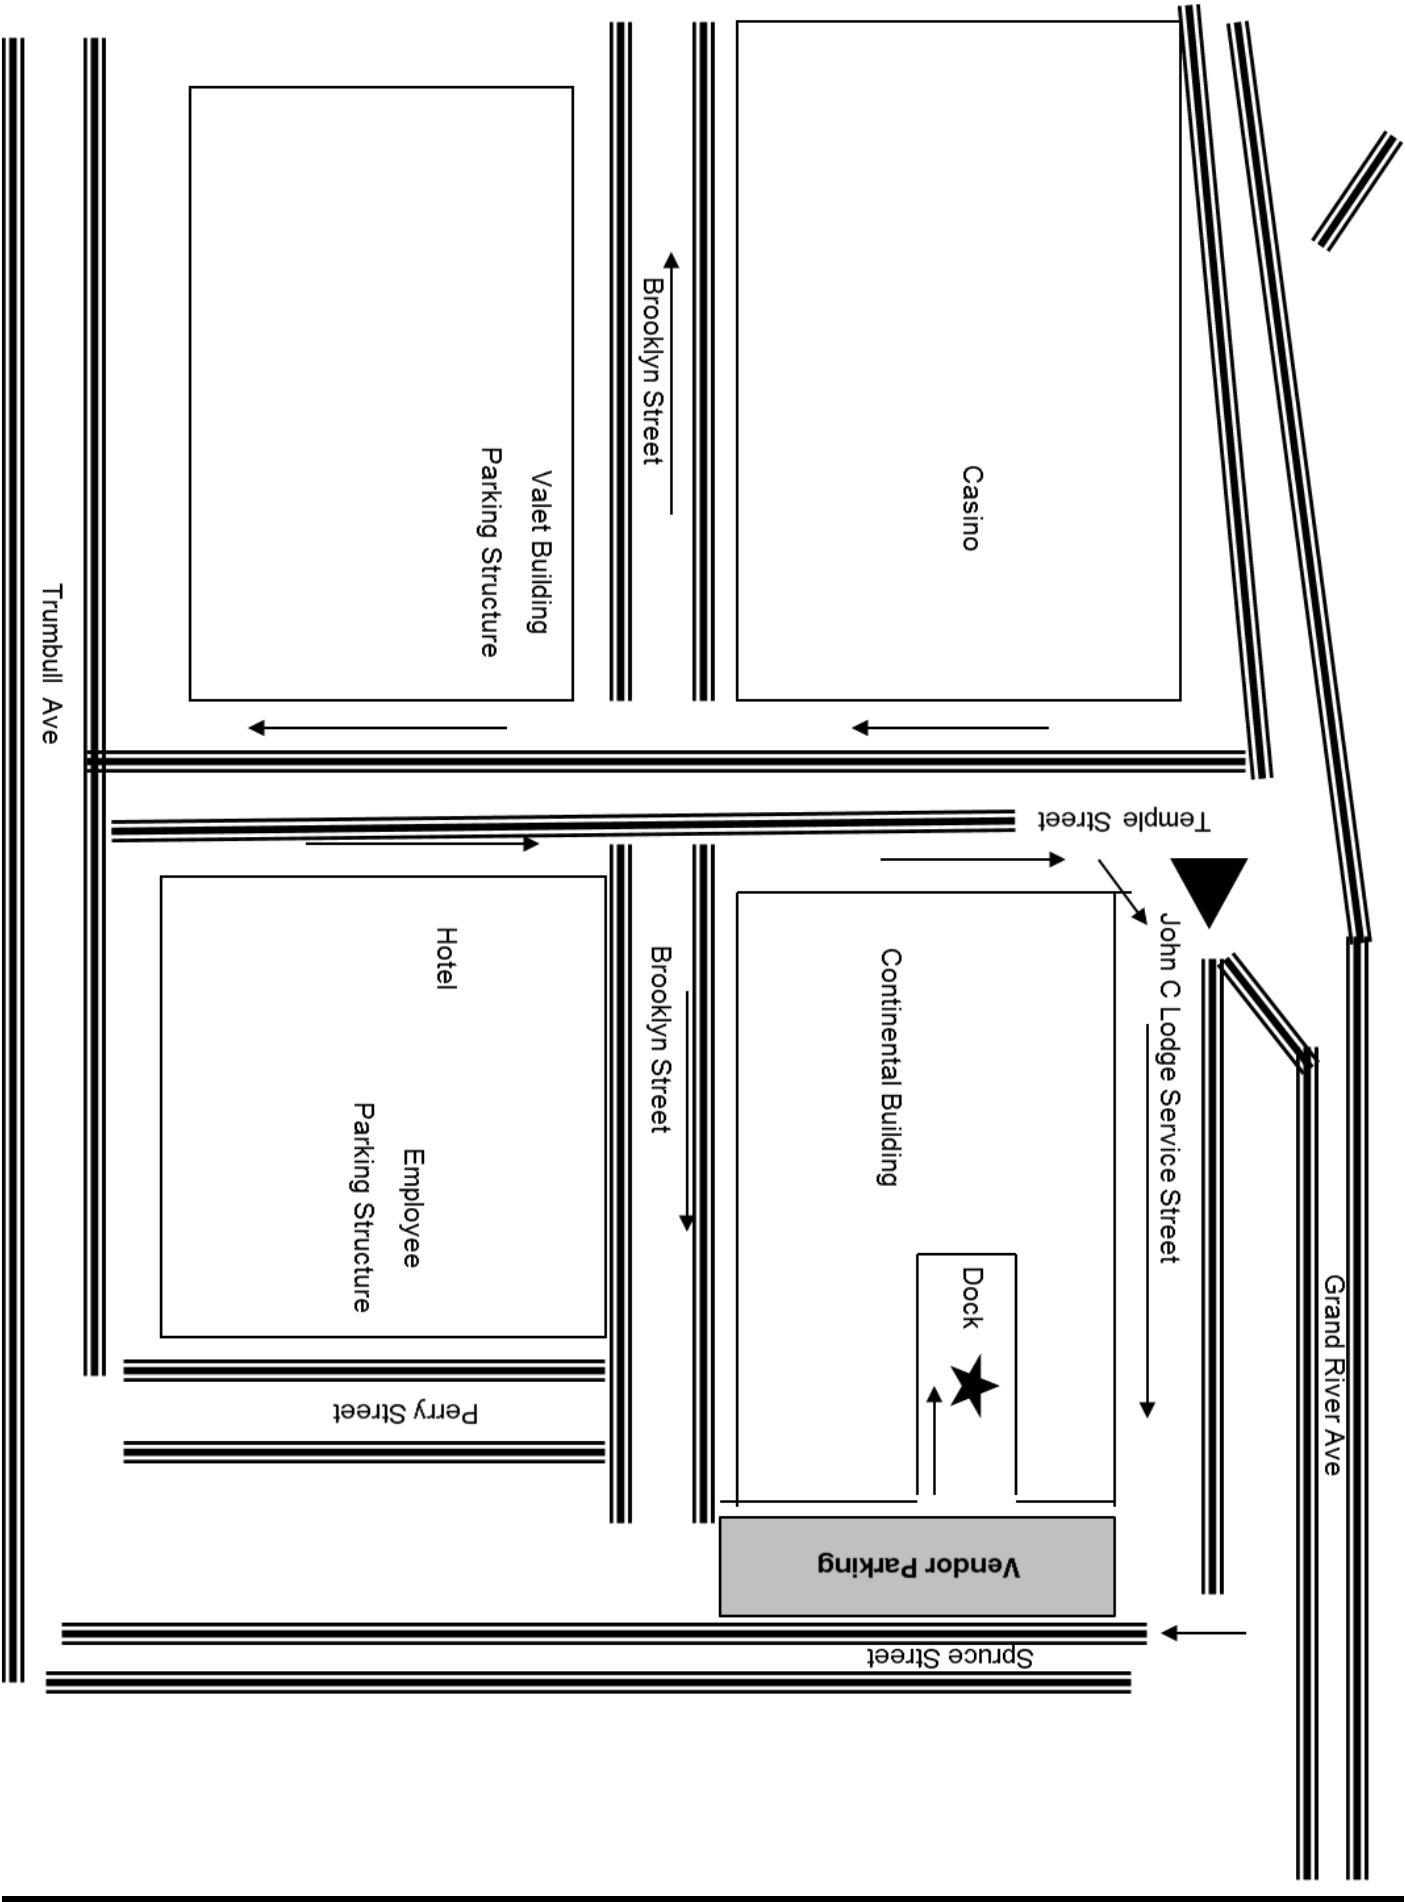 Trumbull Ave
Valet Building
Parking Structure
Brooklyn Street
Casino
Temple Street
John C Lodge Service Street
Hotel
Employee
Parking Structure
Brooklyn Street
Continental Building
Dock
Grand River Ave
Perry Street
Vendor Parking
Spruce Street